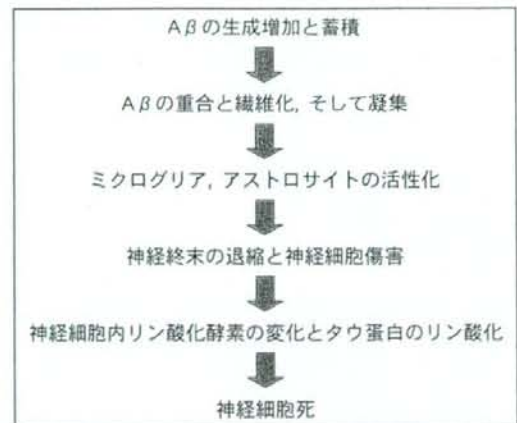 Aβの生成増加と蓄積
Aβの重合と繊維化, そして凝集
ミクログリア, アストロサイトの活性化
神経終末の退縮と神経細胞傷害
神経細胞内リン酸化酵素の変化とタウ蛋白のリン酸化
神経細胞死